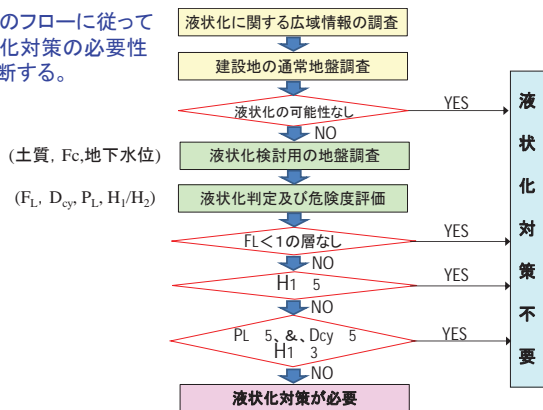 のフローに従って
化対策の必要性
断する。
液状化に関する広域情報の調査
建設地の通常地盤調査
液状化の可能性なし
YES
NO
(土質, Fc,地下水位)
液状化検討用の地盤調査
(FL, Dcy, PL, H1/H2)
液状化判定及び危険度評価
FL<1の層なし
YES
NO
H1 5
YES
NO
PL 5、&、Dcy 5
H1 3
YES
NO
液状化対策が必要
液状化対策不要